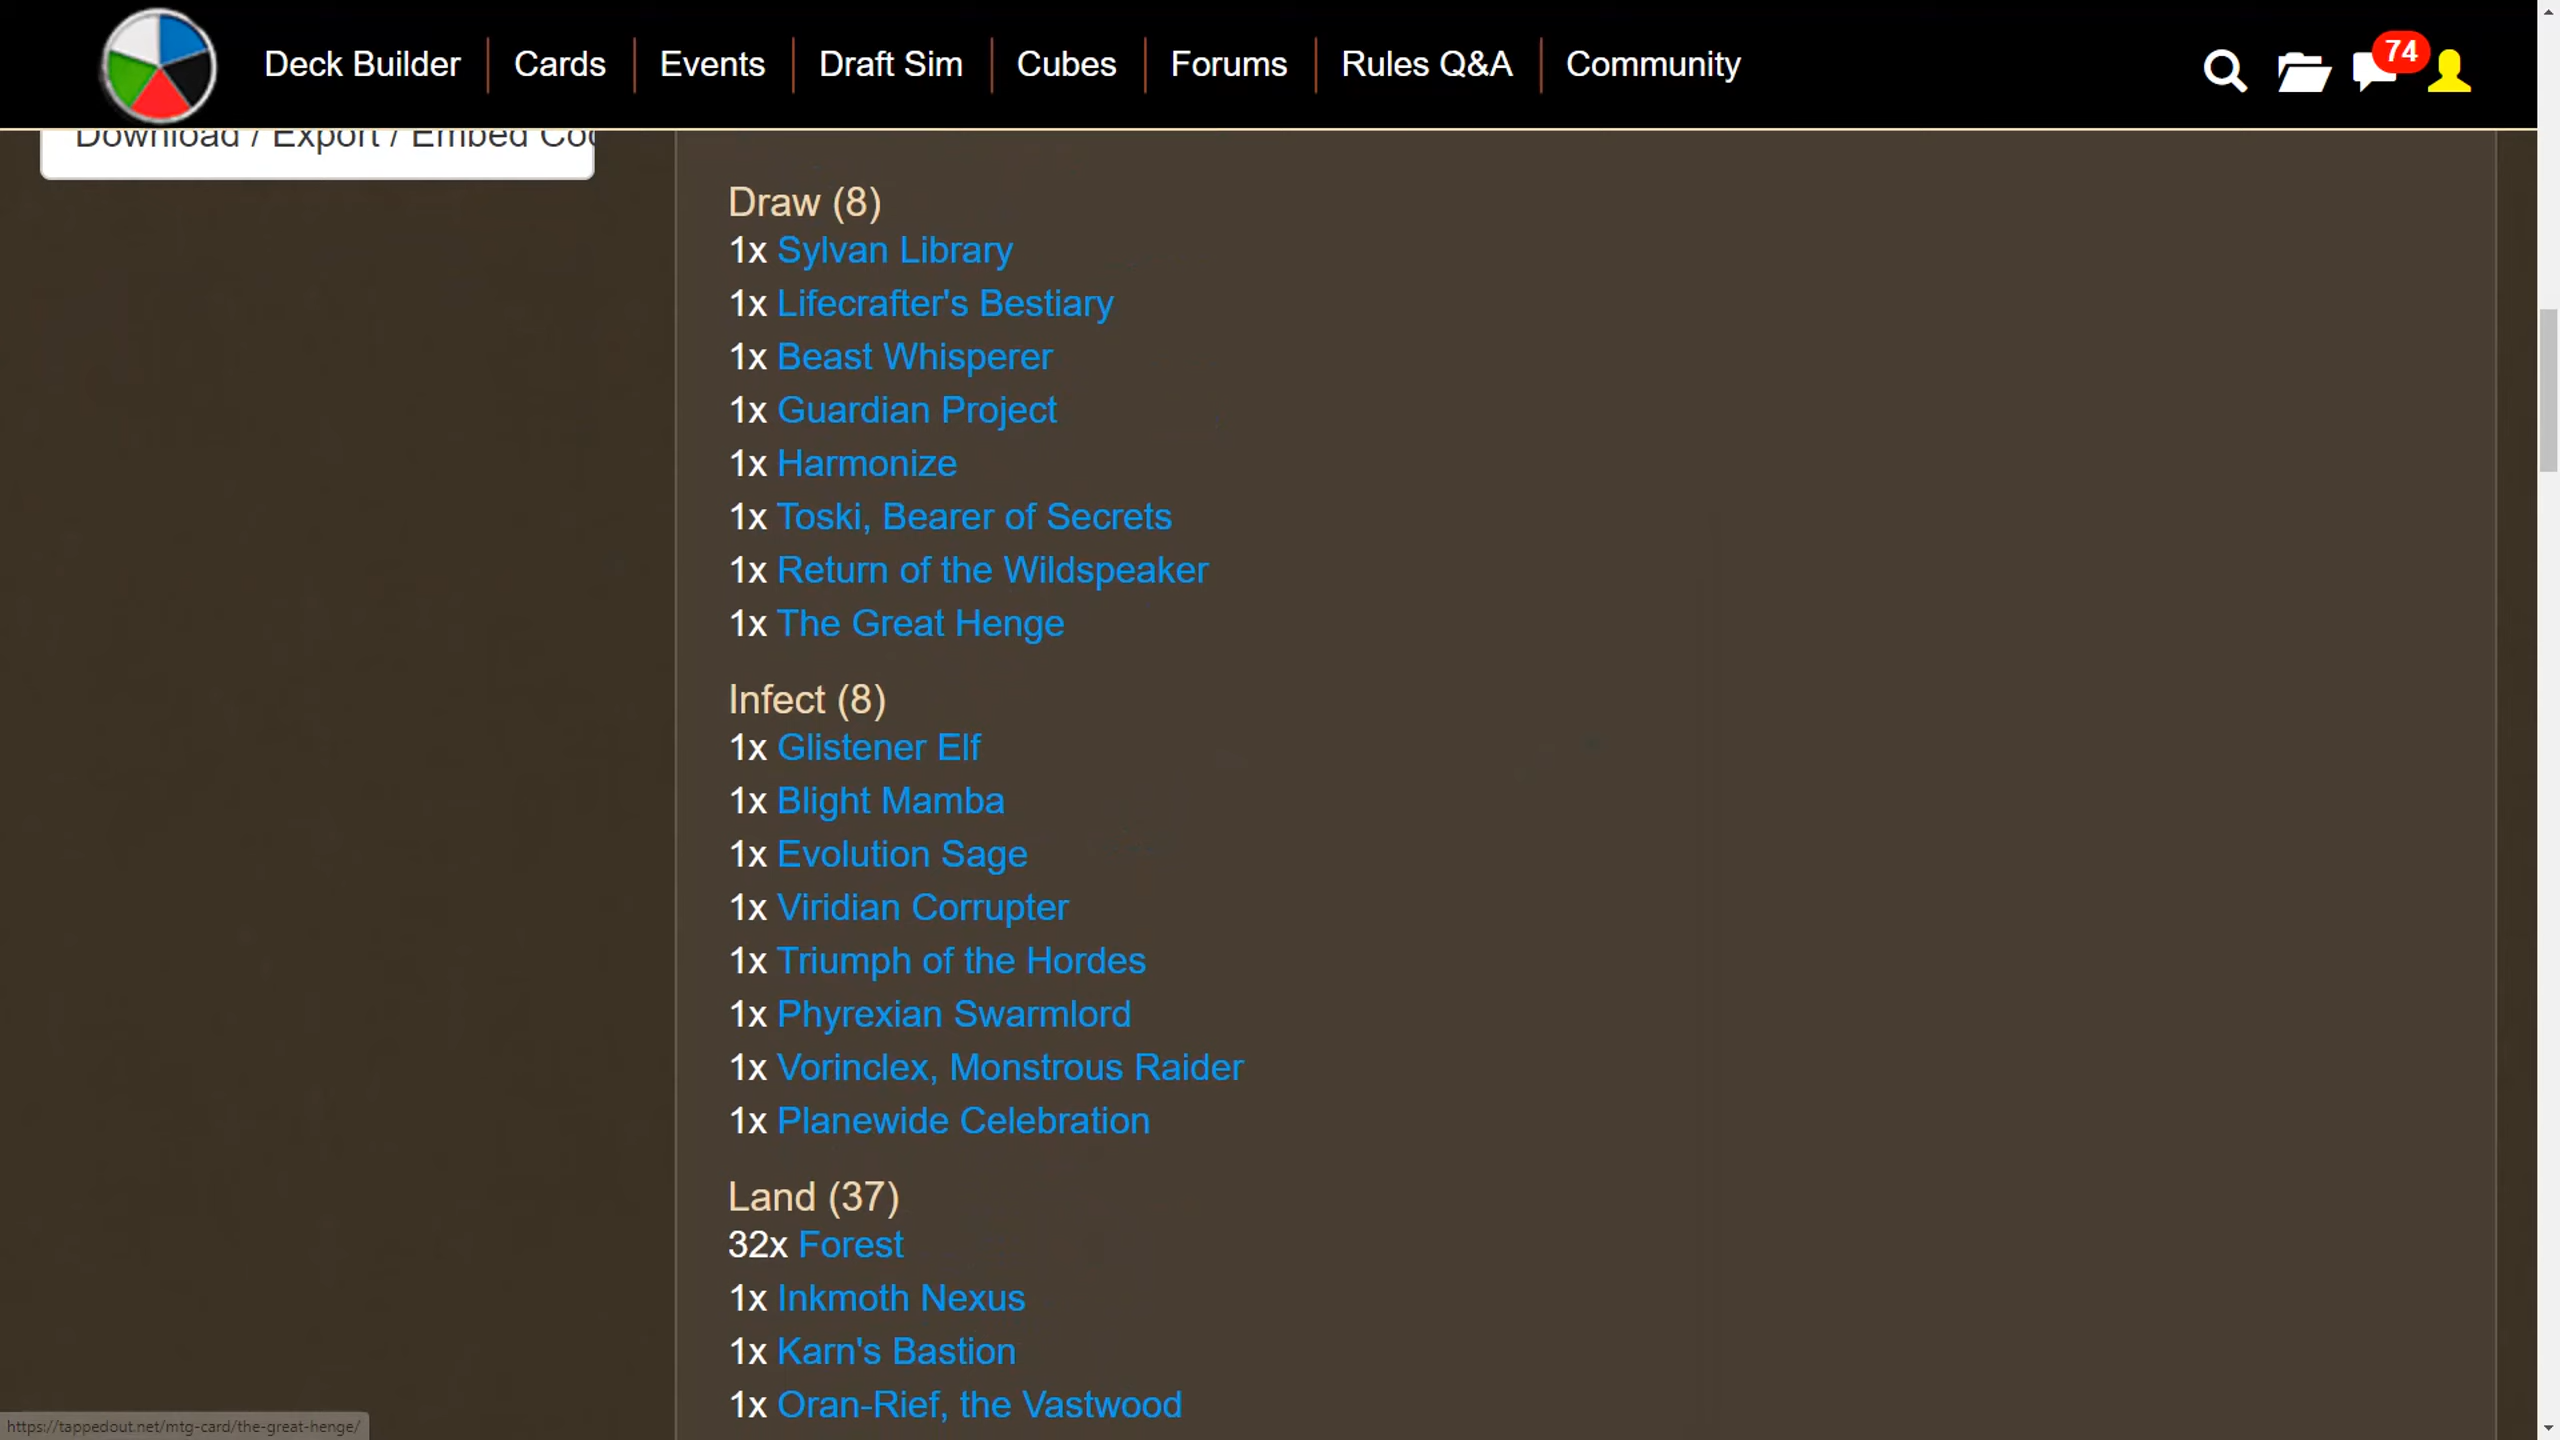 Deck Builder Cards Events Draft Sim Cubes Forums Rules Q&A Community 74
Download / Export / Embed Co
Draw (8)
1x Sylvan Library
1x Lifecrafter's Bestiary
1x Beast Whisperer
1x Guardian Project
1x Harmonize
1x Toski, Bearer of Secrets
1x Return of the Wildspeaker
1x The Great Henge
Infect (8)
1x Glistener Elf
1x Blight Mamba
1x Evolution Sage
1x Viridian Corrupter
1x Triumph of the Hordes
1x Phyrexian Swarmlord
1x Vorinclex, Monstrous Raider
1x Planewide Celebration
Land (37)
32x Forest
1x Inkmoth Nexus
1x Karn's Bastion
1x Oran-Rief, the Vastwood
https://tappedout.net/mtg-card/the-great-henge/